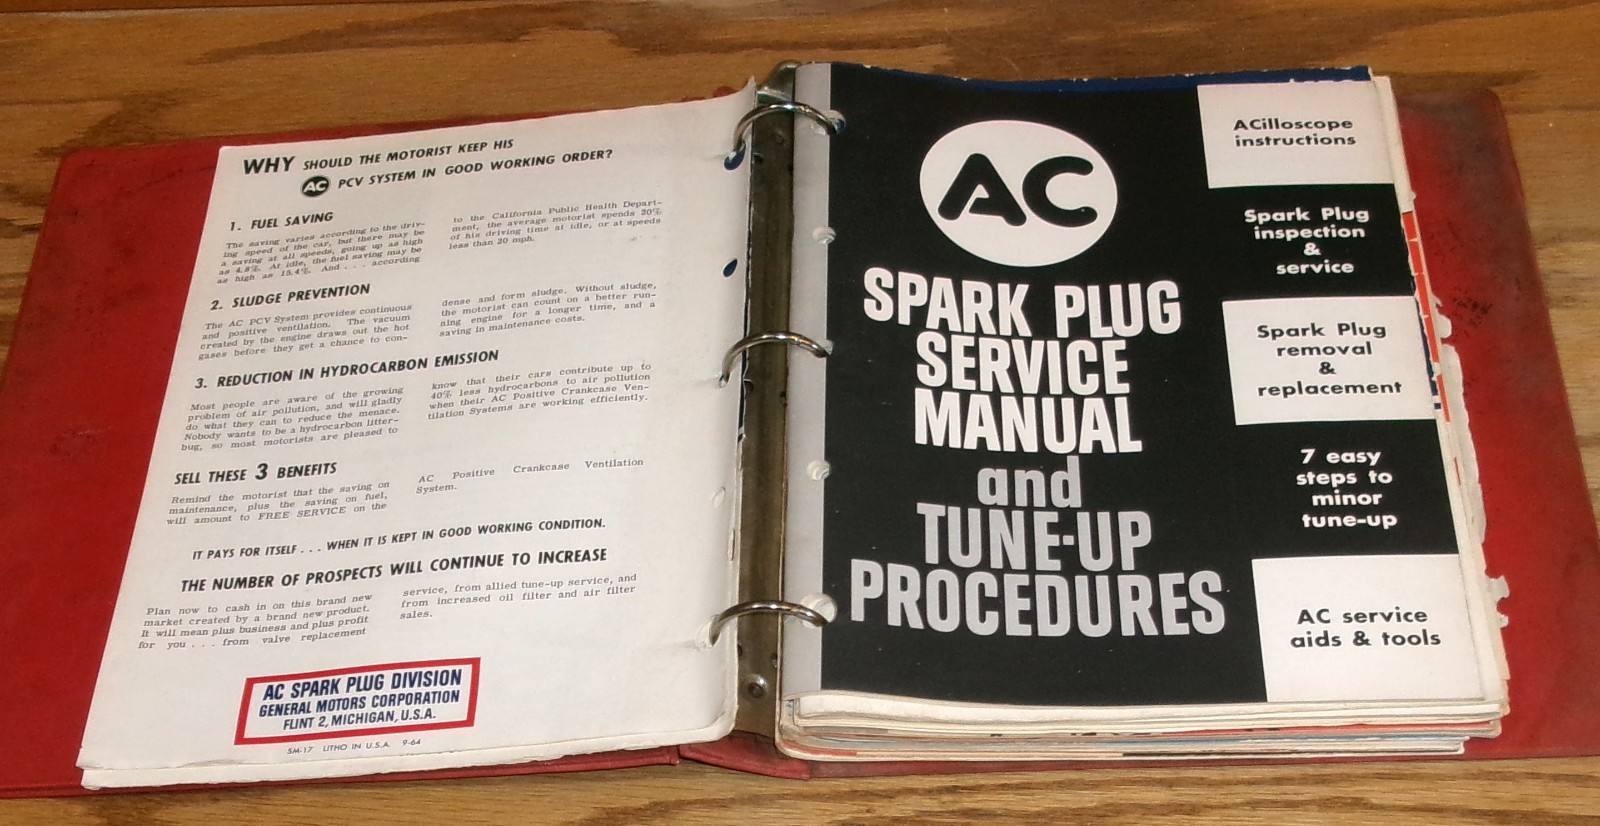 WHY SHOULD THE MOTORIST KEEP HIS
AC PCV SYSTEM IN GOOD WORKING ORDER?
1. FUEL SAVING
The saving varies according to the driv-
ing speed of the car, but there may be
a saving at all speeds, going up as high
as 4.8%. At idle, the fuel saving may be
as high as 15.4%. And . . . according
to the California Public Health Depart-
ment, the average motorist spends 20%
of his driving time at idle, or at speeds
less than 20 mph.
2. SLUDGE PREVENTION
The AC PCV System provides continuous
and positive ventilation. The vacuum
created by the engine draws out the hot
gases before they get a chance to con-
dense and form sludge. Without sludge,
the motorist can count on a better run-
ning engine for a longer time, and a
saving in maintenance costs.
3. REDUCTION IN HYDROCARBON EMISSION
Most people are aware of the growing
problem of air pollution, and will gladly
do what they can to reduce the menace.
Nobody wants to be a hydrocarbon litter-
bug, so most motorists are pleased to
know that their cars contribute up to
40% less hydrocarbons to air pollution
when their AC Positive Crankcase Ven-
tilation Systems are working efficiently.
SELL THESE 3 BENEFITS
Remind the motorist that the saving on
maintenance, plus the saving on fuel,
will amount to FREE SERVICE on the
AC Positive Crankcase Ventilation
System.
IT PAYS FOR ITSELF . . . WHEN IT IS KEPT IN GOOD WORKING CONDITION.
THE NUMBER OF PROSPECTS WILL CONTINUE TO INCREASE
Plan now to cash in on this brand new
market created by a brand new product.
It will mean plus business and plus profit
for you . . . from valve replacement
service, from allied tune-up service, and
from increased oil filter and air filter
sales.
AC SPARK PLUG DIVISION
GENERAL MOTORS CORPORATION
FLINT 2, MICHIGAN, U.S.A.
SM-17 LITHO IN U.S.A. 9-64
AC
SPARK PLUG
SERVICE
MANUAL
and
TUNE-UP
PROCEDURES
ACilloscope
instructions
Spark Plug
inspection
&
service
Spark Plug
removal
&
replacement
7 easy
steps to
minor
tune-up
AC service
aids & tools